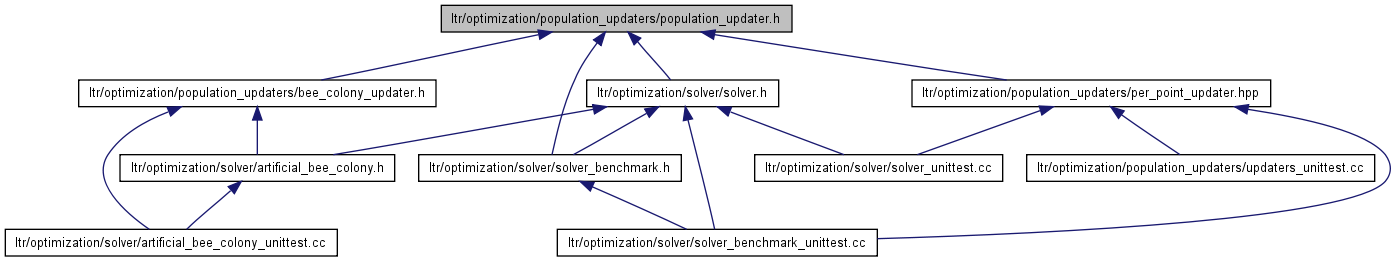 ltr/optimization/population_updaters/population_updater.h
ltr/optimization/population_updaters/bee_colony_updater.h
ltr/optimization/solver/solver.h
ltr/optimization/population_updaters/per_point_updater.hpp
ltr/optimization/solver/artificial_bee_colony.h
ltr/optimization/solver/solver_benchmark.h
ltr/optimization/solver/solver_unittest.cc
ltr/optimization/population_updaters/updaters_unittest.cc
ltr/optimization/solver/artificial_bee_colony_unittest.cc
ltr/optimization/solver/solver_benchmark_unittest.cc